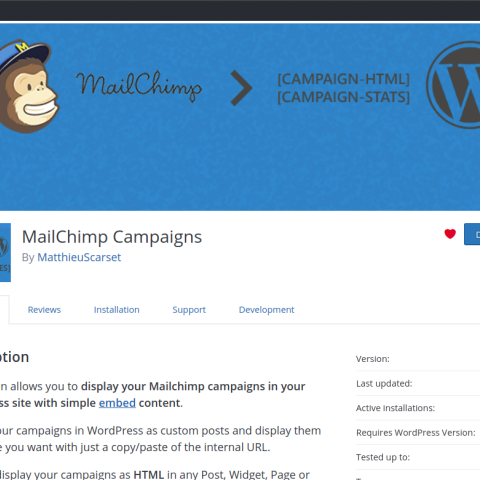 MailChimp
[CAMPAIGN-HTML]
[CAMPAIGN-STATS]
MailChimp Campaigns
By MatthieuScarset
Reviews Installation Support Development
allows you to display your Mailchimp campaigns in your
site with simple embed content.
campaigns in WordPress as custom posts and display them
you want with just a copy/paste of the internal URL.
display your campaigns as HTML in any Post, Widget, Page or
Version:
Last updated:
Active installations:
Requires WordPress Version:
Tested up to: